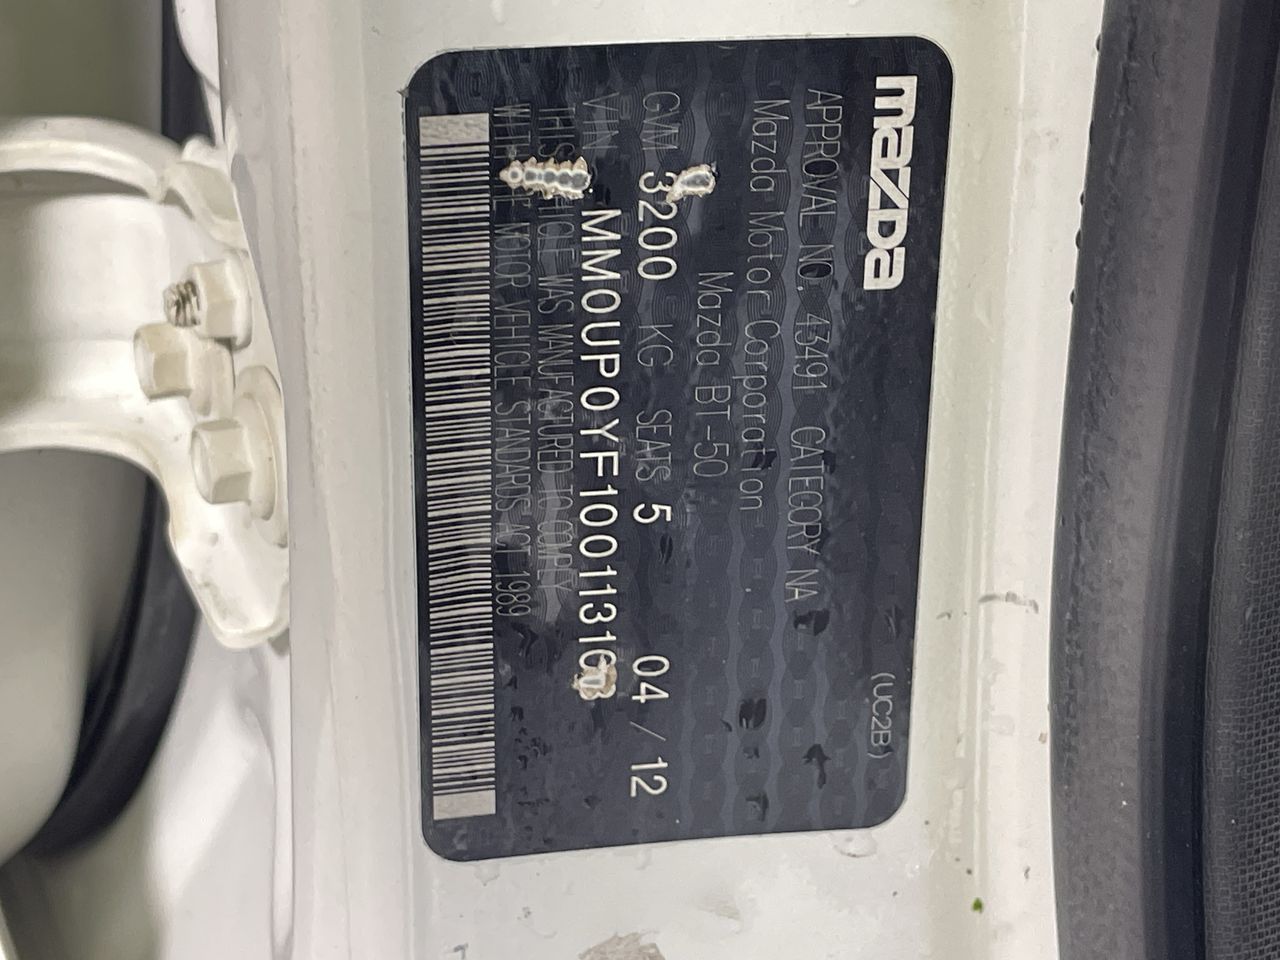 mazda
(UC2B)
APPROVAL NO 43491 CATEGORY NA
Mazda Motor Corporation
Mazda BT-50
GVM 3200 KG SEATS 5 04 / 12
VIN MM0UP0YF100113163
THIS VEHICLE WAS MANUFACTURED TO COMPLY
WITH THE MOTOR VEHICLE STANDARDS ACT 1989